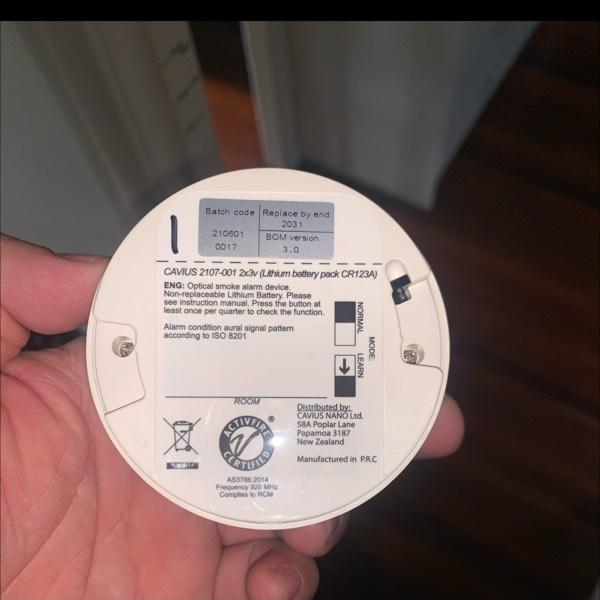 Batch code
210601
0017
Replace by end
2031
BOM version
3.0
CAVIUS 2107-001 2x3v (Lithium battery pack CR123A)
ENG: Optical smoke alarm device.
Non-replaceable Lithium Battery. Please
see instruction manual. Press the button at
least once per quarter to check the function.
Alarm condition aural signal pattern
according to ISO 8201
MODE:
NORMAL
LEARN
ROOM
ACTIVFIRE
CERTIFIED
®
AS3786:2014
Frequency 926 MHz
Complies to RCM
Distributed by:
CAVIUS NANO Ltd.
58A Poplar Lane
Papamoa 3187
New Zealand
Manufactured in P.R.C